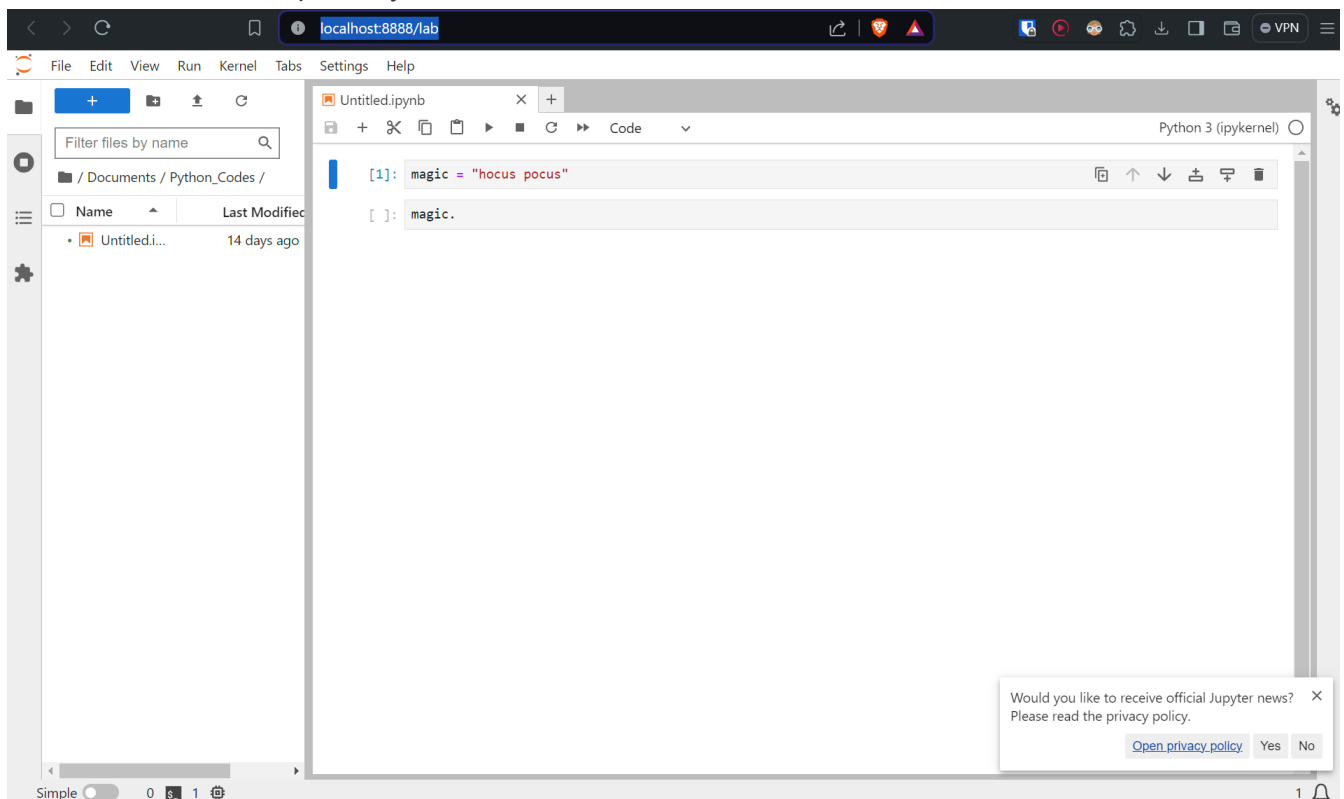 localhost:8888/lab
VPN
File Edit View Run Kernel Tabs Settings Help
Untitled.ipynb
Code
Python 3 (ipykernel)
Filter files by name
/ Documents / Python_Codes /
Name Last Modified
Untitled.i... 14 days ago
[1]: magic = "hocus pocus"
[ ]: magic.
Would you like to receive official Jupyter news?
Please read the privacy policy.
Open privacy policy Yes No
Simple 0 $_ 1 1